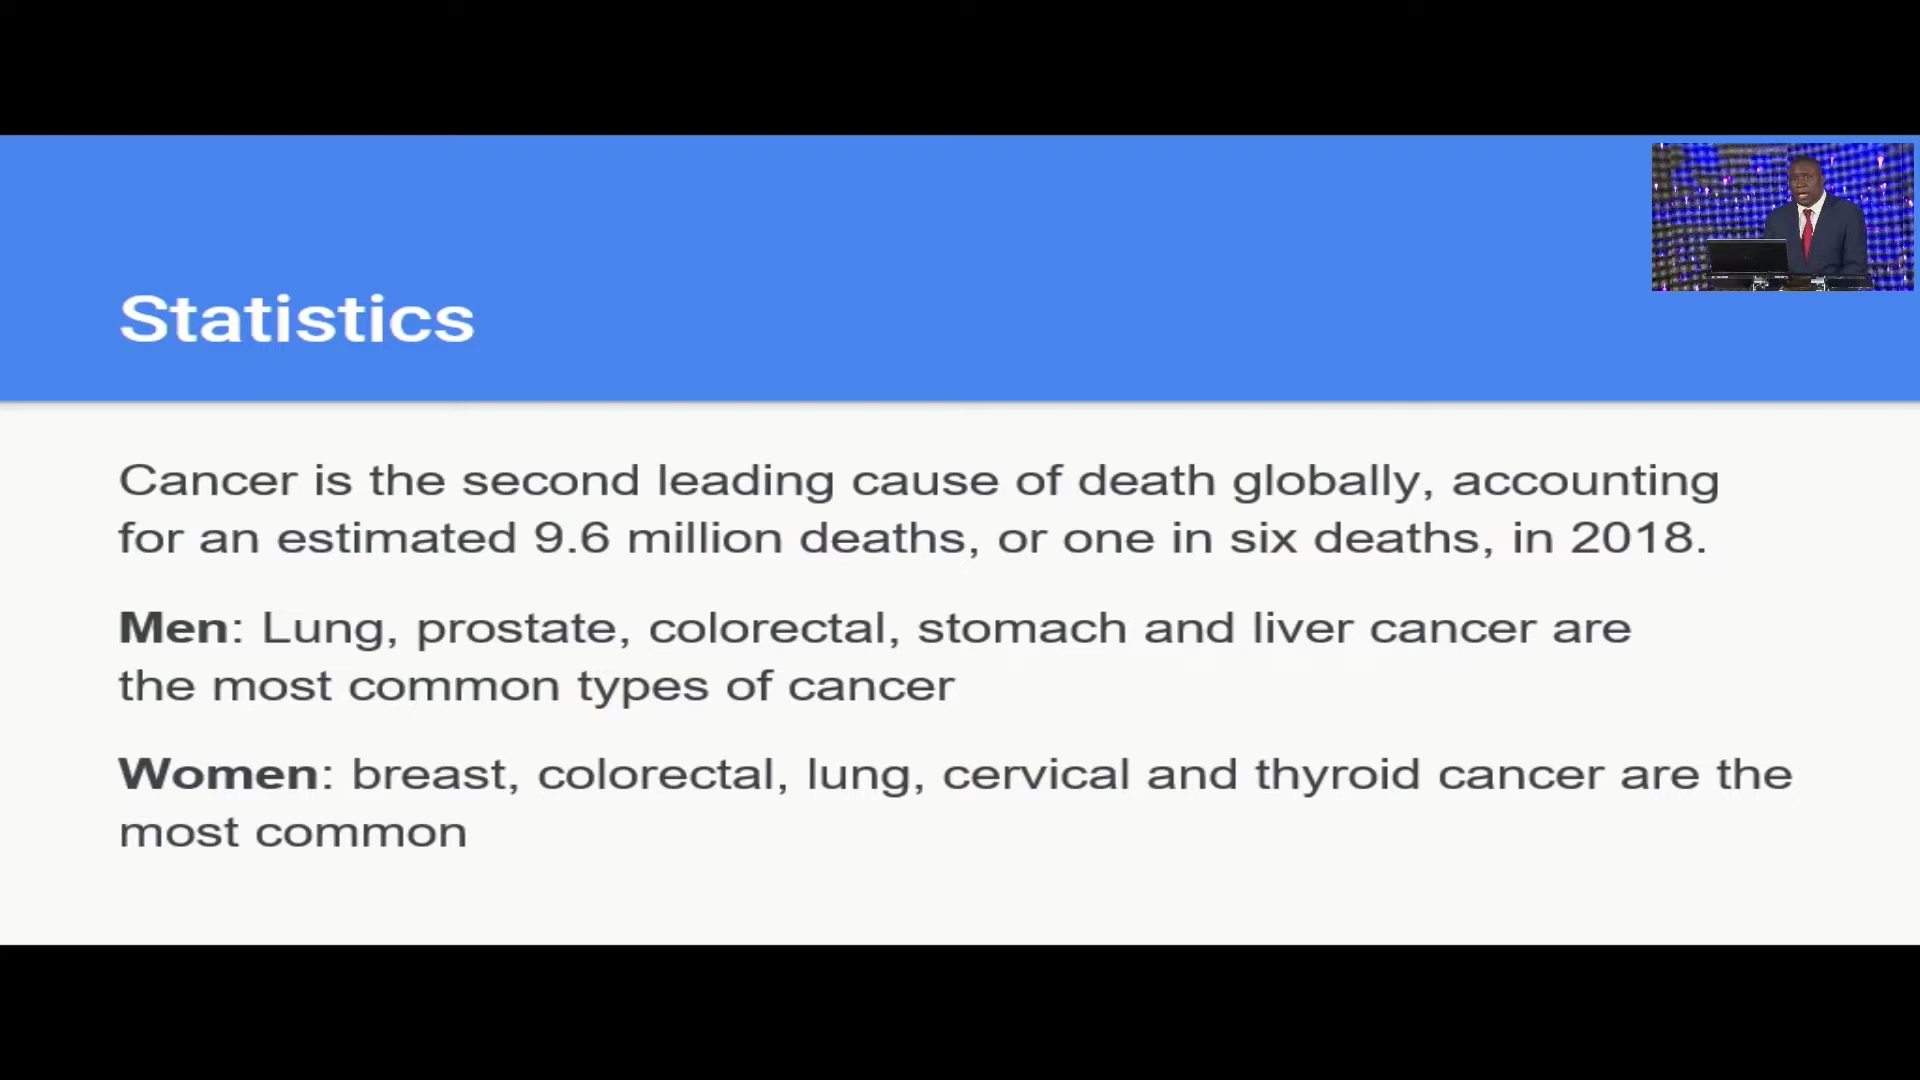 Statistics
Cancer is the second leading cause of death globally, accounting
for an estimated 9.6 million deaths, or one in six deaths, in 2018.
Men: Lung, prostate, colorectal, stomach and liver cancer are
the most common types of cancer
Women: breast, colorectal, lung, cervical and thyroid cancer are the
most common